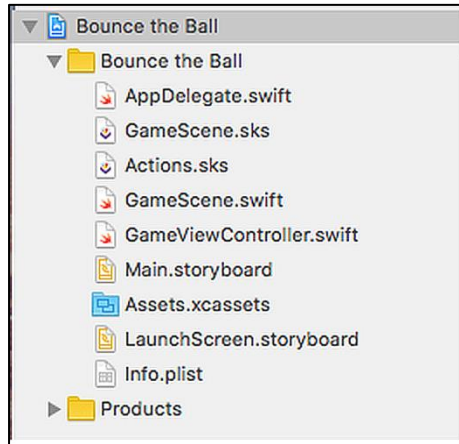 Bounce the Ball
Bounce the Ball
AppDelegate.swift
GameScene.sks
Actions.sks
GameScene.swift
GameViewController.swift
Main.storyboard
Assets.xcassets
LaunchScreen.storyboard
Info.plist
Products